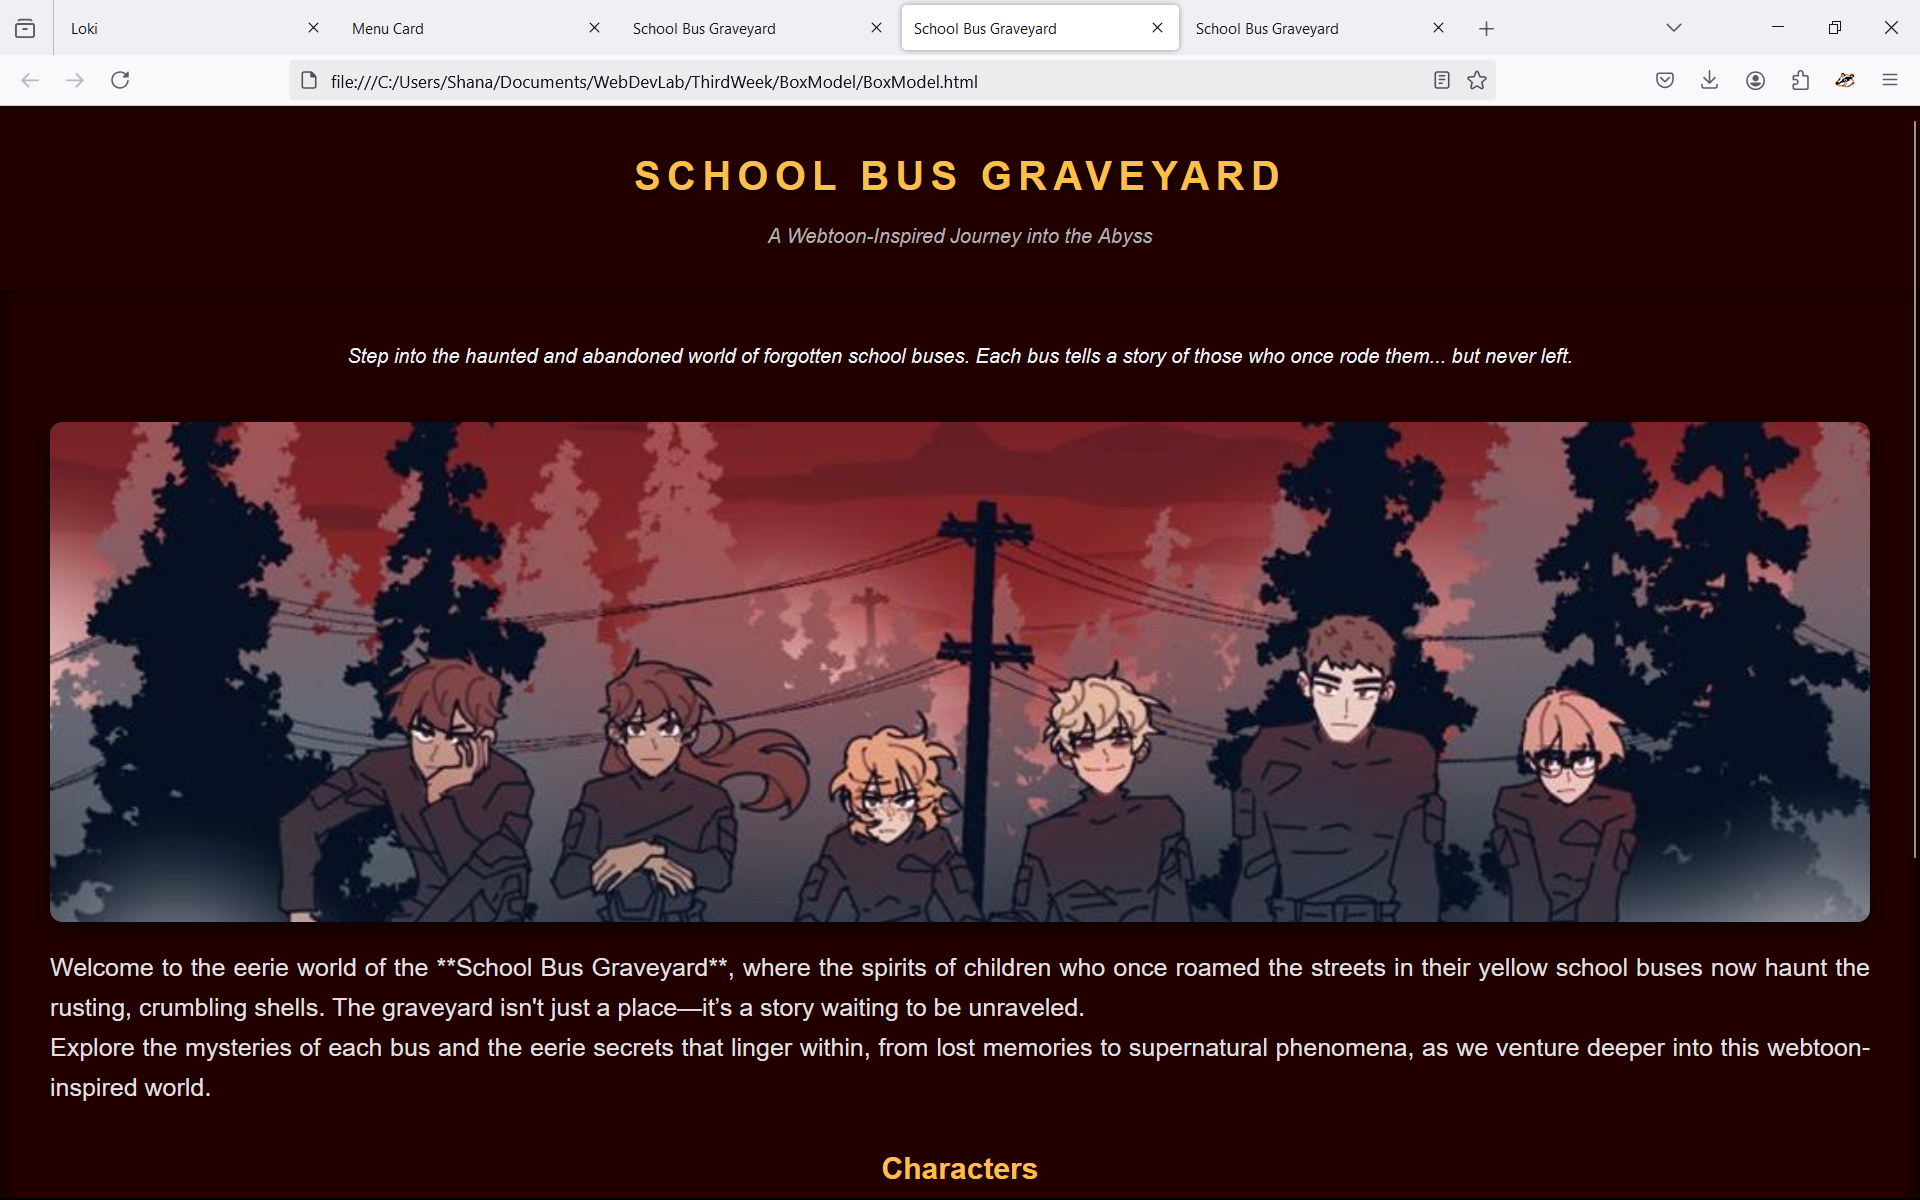 Loki
Menu Card
School Bus Graveyard
School Bus Graveyard
School Bus Graveyard
file:///C:/Users/Shana/Documents/WebDevLab/ThirdWeek/BoxModel/BoxModel.html
SCHOOL BUS GRAVEYARD
A Webtoon-Inspired Journey into the Abyss
Step into the haunted and abandoned world of forgotten school buses. Each bus tells a story of those who once rode them... but never left.
Welcome to the eerie world of the **School Bus Graveyard**, where the spirits of children who once roamed the streets in their yellow school buses now haunt the
rusting, crumbling shells. The graveyard isn't just a place—it’s a story waiting to be unraveled.
Explore the mysteries of each bus and the eerie secrets that linger within, from lost memories to supernatural phenomena, as we venture deeper into this webtoon-
inspired world.
Characters